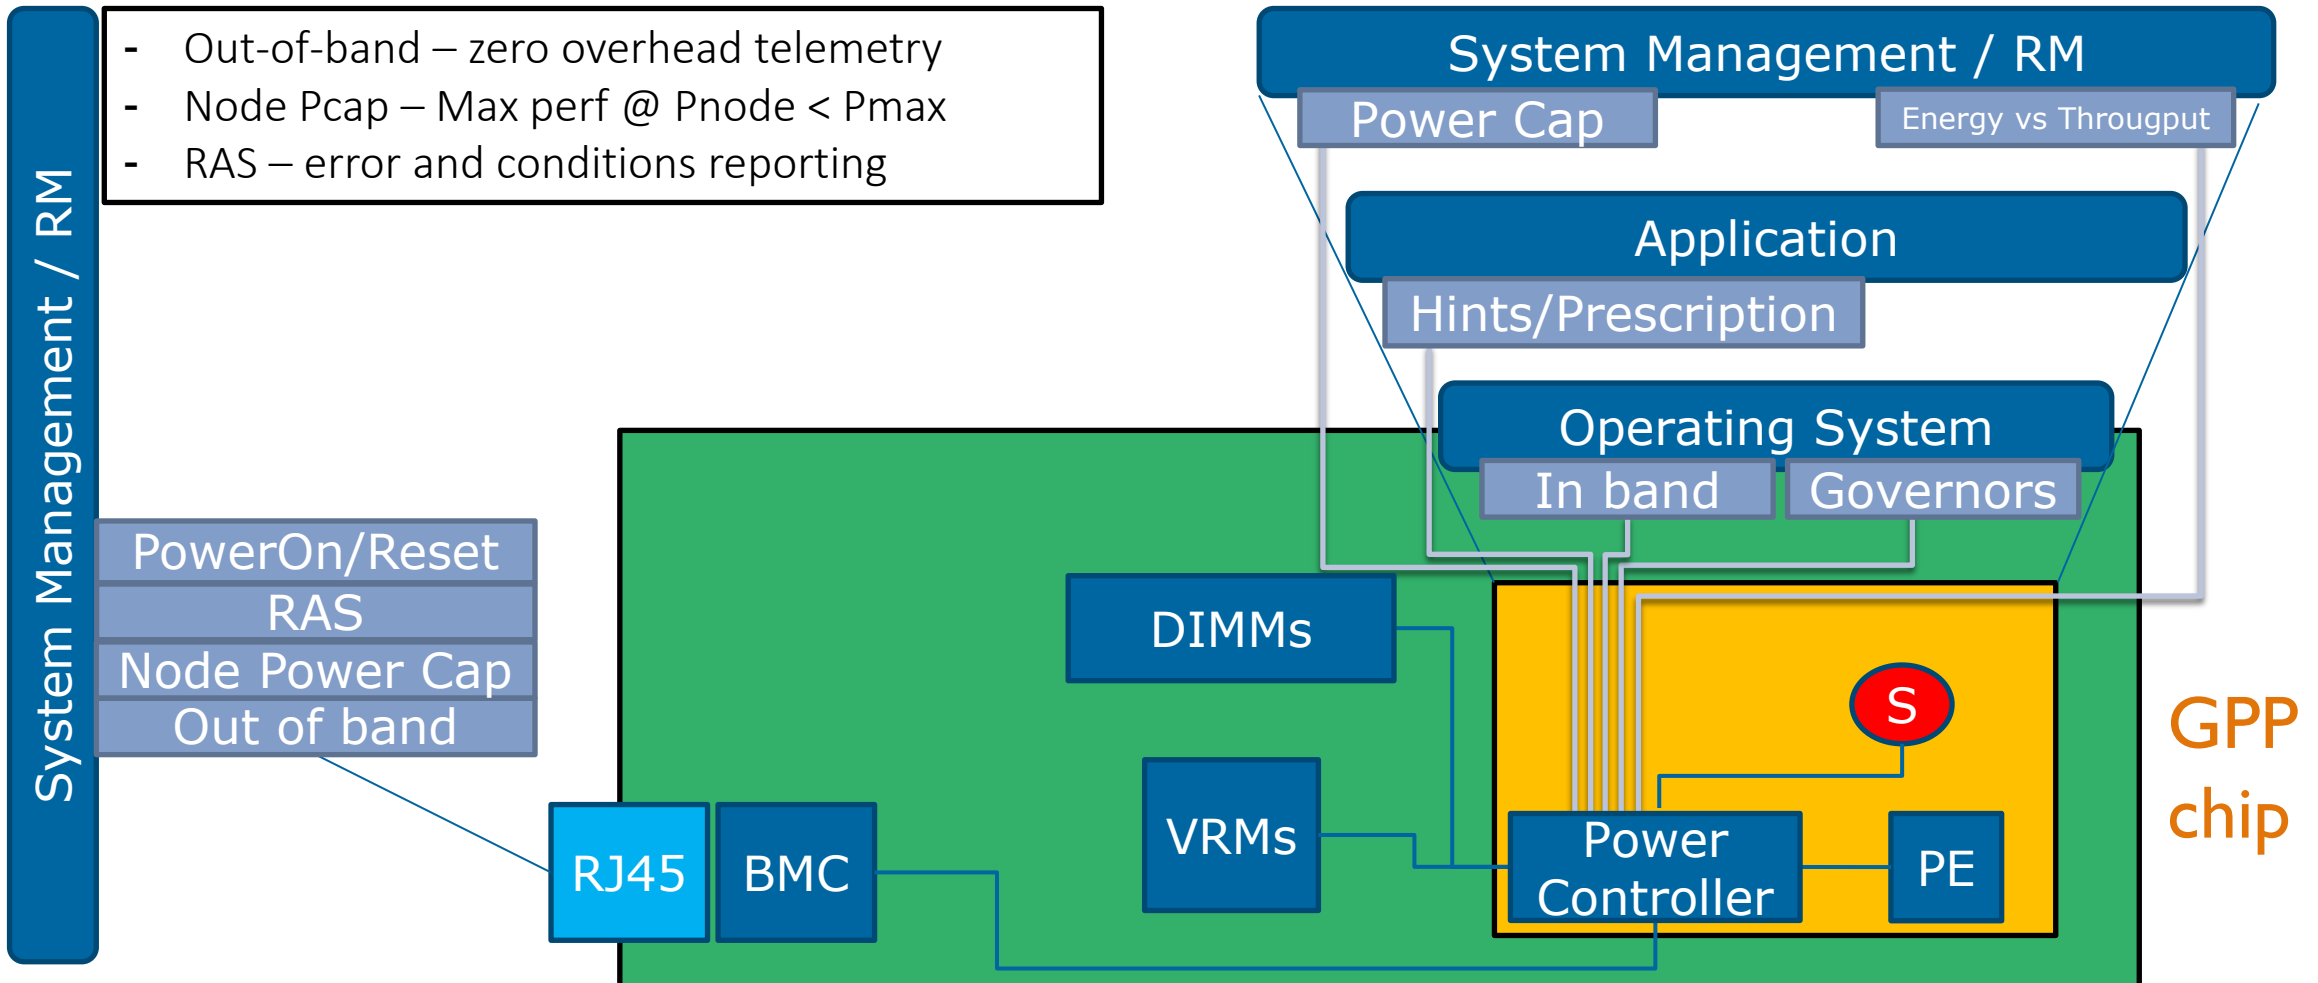 System Management / RM
- Out-of-band – zero overhead telemetry
- Node Pcap – Max perf @ Pnode < Pmax
- RAS – error and conditions reporting
System Management / RM
Power Cap
Energy vs Througput
Application
Hints/Prescription
Operating System
In band
Governors
PowerOn/Reset
RAS
Node Power Cap
Out of band
DIMMs
S
GPP
chip
VRMs
Power
Controller
PE
RJ45
BMC